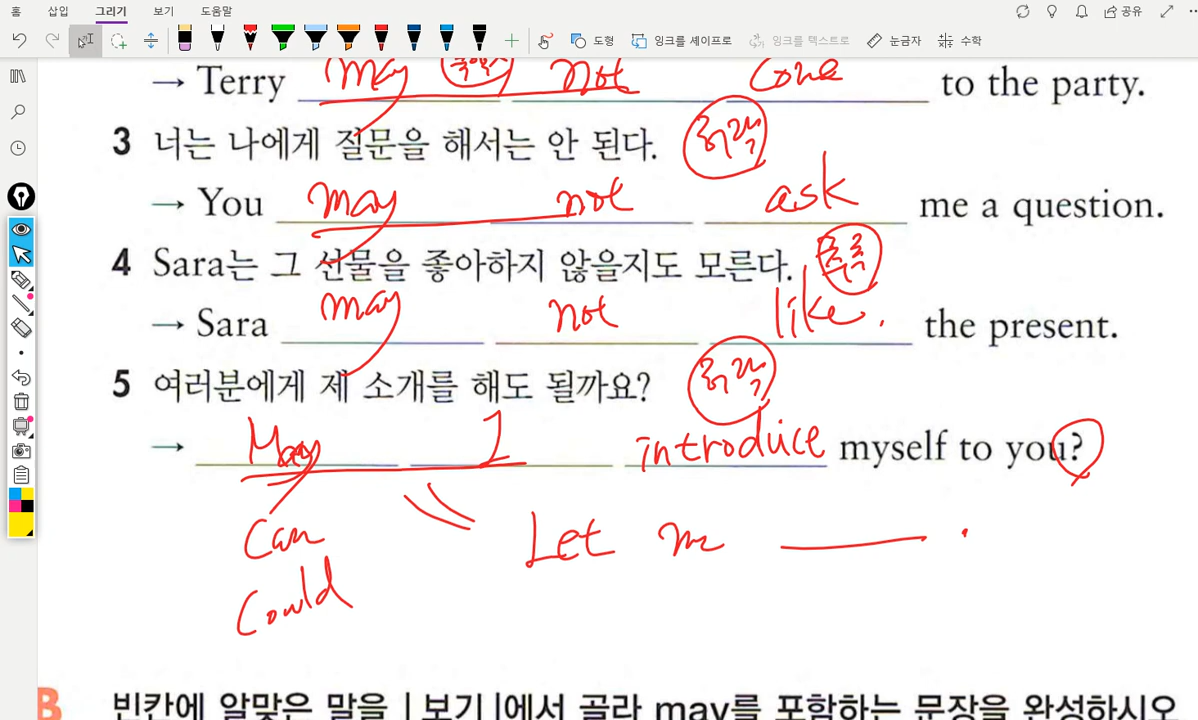 홈 삽입 그리기 보기 도움말 공유
도형 잉크를 셰이프로 잉크를 텍스트로 눈금자 수학
→ Terry may not come to the party.
3 너는 나에게 질문을 해서는 안 된다. 허락
→ You may not ask me a question.
4 Sara는 그 선물을 좋아하지 않을지도 모른다.
→ Sara may not like. the present.
5 여러분에게 제 소개를 해도 될까요? 허락
→ May I introduce myself to you?
Can Let me .
Could
B 빈칸에 알맞은 말을 |보기|에서 골라 may를 포함하는 문장을 완성하시오